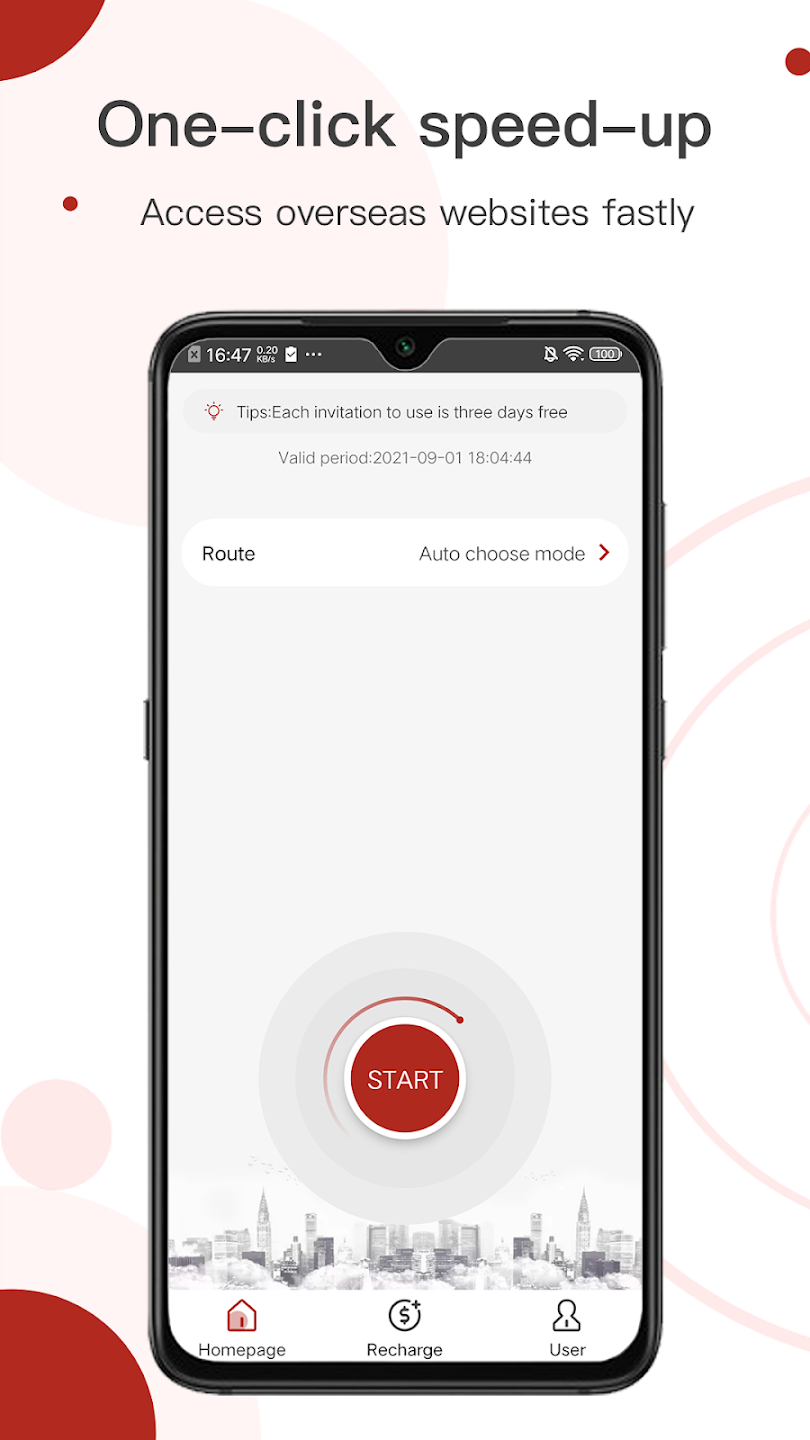 One-click speed-up
Access overseas websites fastly
16:47 0.20 KB/s ··· 100
Tips:Each invitation to use is three days free
Valid period:2021-09-01 18:04:44
Route Auto choose mode
START
Homepage Recharge User